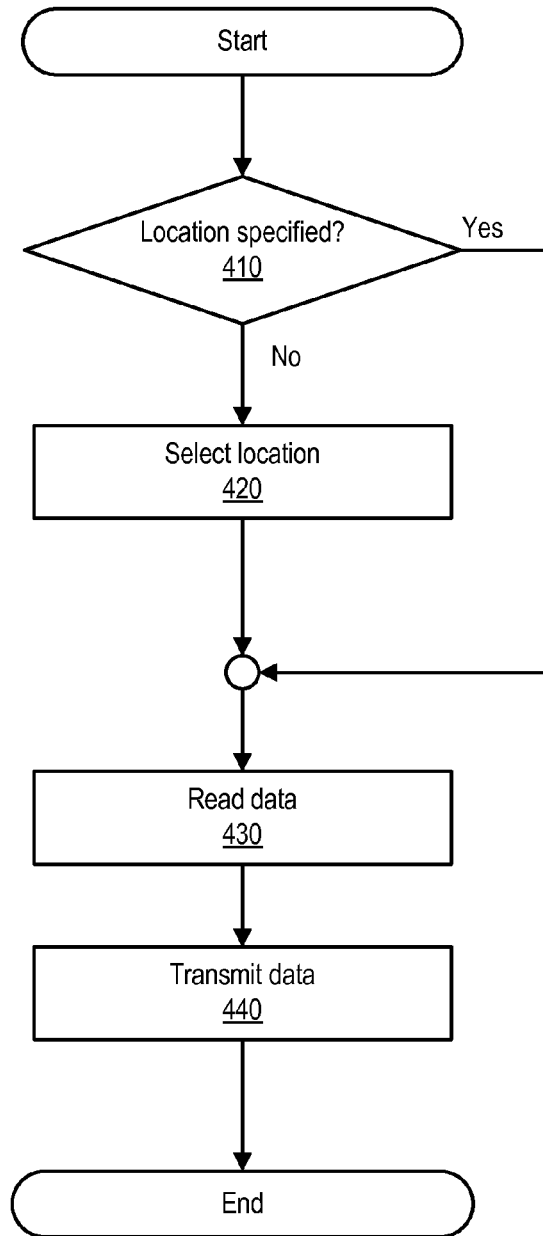 Start
Location specified?
410
Yes
No
Select location
420
Read data
430
Transmit data
440
End